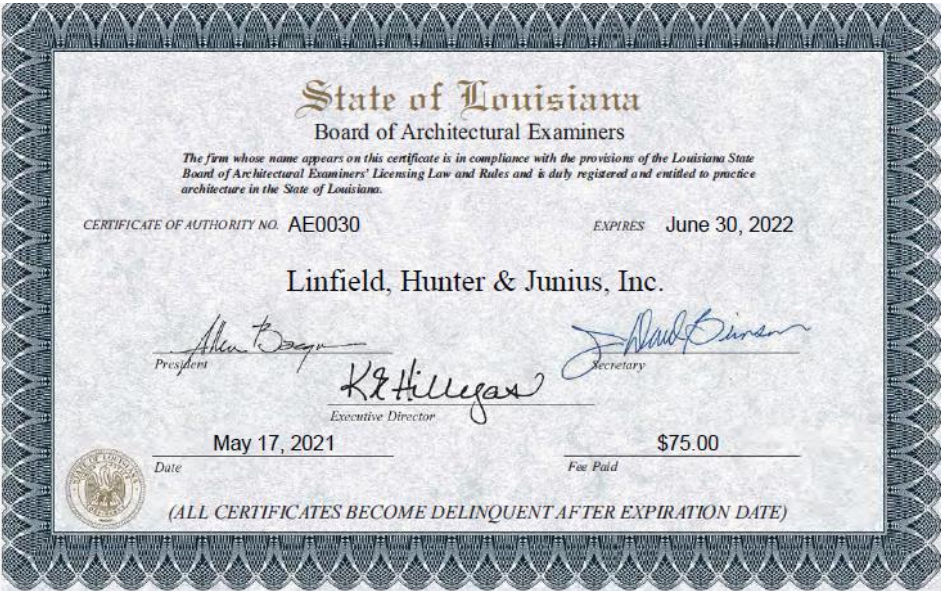 State of Louisiana
Board of Architectural Examiners
The firm whose name appears on this certificate is in compliance with the provisions of the Louisiana State
Board of Architectural Examiners' Licensing Law and Rules and is duly registered and entitled to practice
architecture in the State of Louisiana.
CERTIFICATE OF AUTHORITY NO. AE0030 EXPIRES June 30, 2022
Linfield, Hunter & Junius, Inc.
President
Secretary
K E Hillegas
Executive Director
May 17, 2021 $75.00
Date Fee Paid
(ALL CERTIFICATES BECOME DELINQUENT AFTER EXPIRATION DATE)